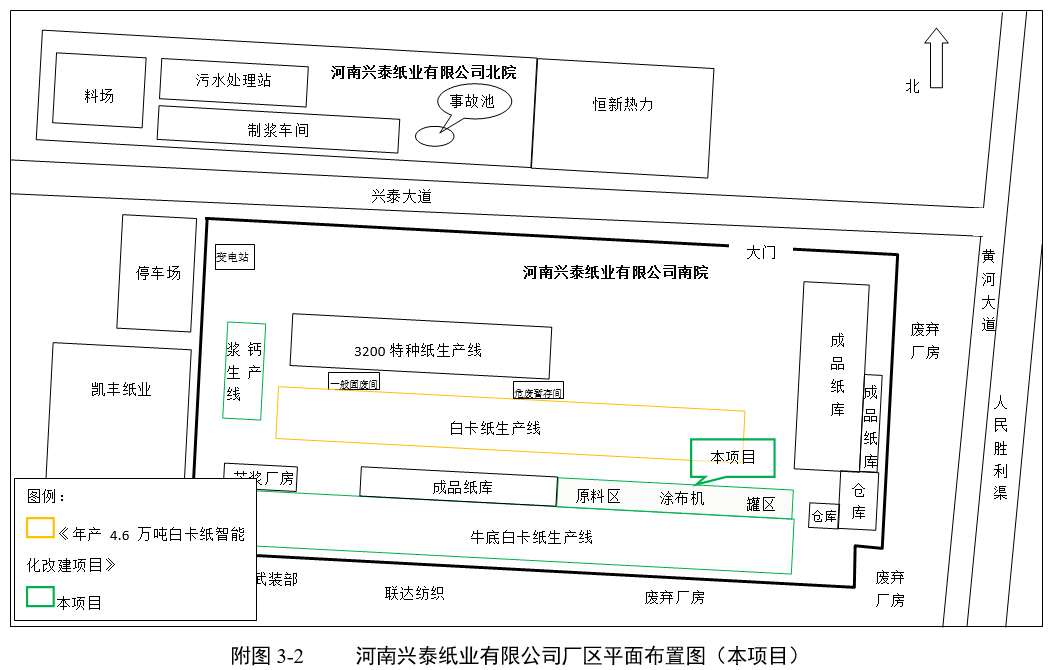 河南兴泰纸业有限公司北院
污水处理站
料场
事故池
恒新热力
北
制浆车间
兴泰大道
大门
变电站
停车场
河南兴泰纸业有限公司南院
黄河大道
废弃
厂房
成品纸库
浆 钙
生 产
线
3200 特种纸生产线
一般固废间
危废暂存间
凯丰纸业
成品纸库
人民胜利渠
白卡纸生产线
本项目
浆厂房
成品纸库
原料区
涂布机
罐区
仓库
仓库
牛底白卡纸生产线
图例：
《年产 4.6 万吨白卡纸智能
化改建项目》
本项目
武装部
联达纺织
废弃厂房
废弃
厂房
附图 3-2 河南兴泰纸业有限公司厂区平面布置图（本项目）